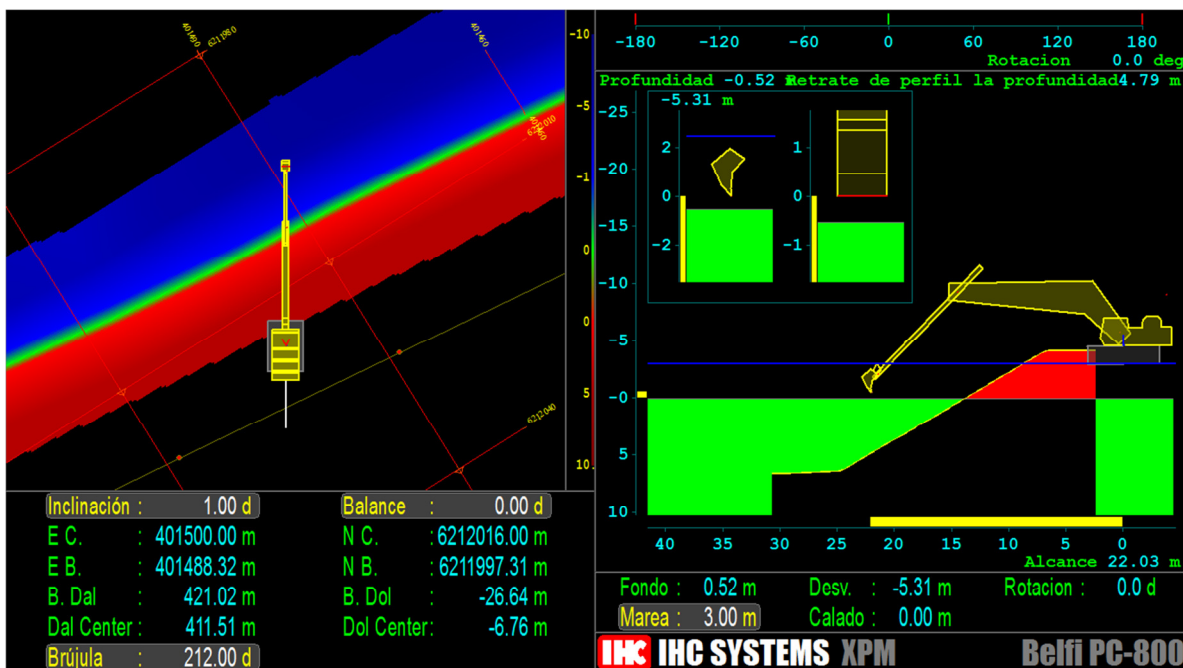 401480
6211980
401460
6212010
401460
6212040
-10
-5
-1
0
0
5
10.
-180 -120 -60 0 60 120 180
Rotacion 0.0 deg
Profundidad -0.52 m Retrate de perfil la profundidad 4.79 m
-5.31 m
2
0
-2
1
0
-1
-25
-20
-15
-10
-5
-0
5
10
40 35 30 25 20 15 10 5 0
Alcance 22.03 m
Inclinación : 1.00 d
Balance : 0.00 d
E C. : 401500.00 m
N C. : 6212016.00 m
E B. : 401488.32 m
N B. : 6211997.31 m
B. Dal : 421.02 m
B. Dol : -26.64 m
Dal Center : 411.51 m
Dol Center : -6.76 m
Brújula : 212.00 d
Fondo : 0.52 m
Desv. : -5.31 m
Rotacion : 0.0 d
Marea : 3.00 m
Calado : 0.00 m
IHC IHC SYSTEMS XPM
Belfi PC-800